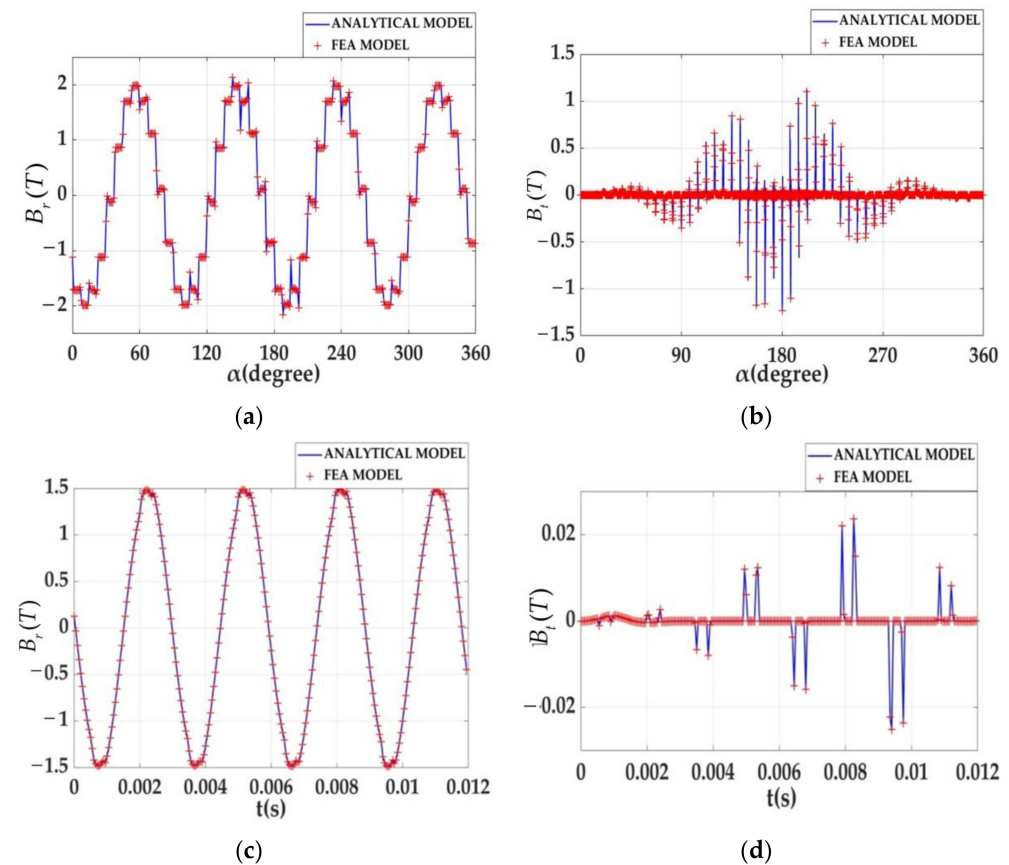 ANALYTICAL MODEL
FEA MODEL
2
1
0
−1
−2
Br(T)
0 60 120 180 240 300 360
α(degree)
(a)
ANALYTICAL MODEL
FEA MODEL
1.5
1
0.5
0
−0.5
−1
−1.5
Bt(T)
0 90 180 270 360
α(degree)
(b)
ANALYTICAL MODEL
FEA MODEL
1.5
1
0.5
0
−0.5
−1
−1.5
Br(T)
0 0.002 0.004 0.006 0.008 0.01 0.012
t(s)
(c)
ANALYTICAL MODEL
FEA MODEL
0.02
0
−0.02
Bt(T)
0 0.002 0.004 0.006 0.008 0.01 0.012
t(s)
(d)